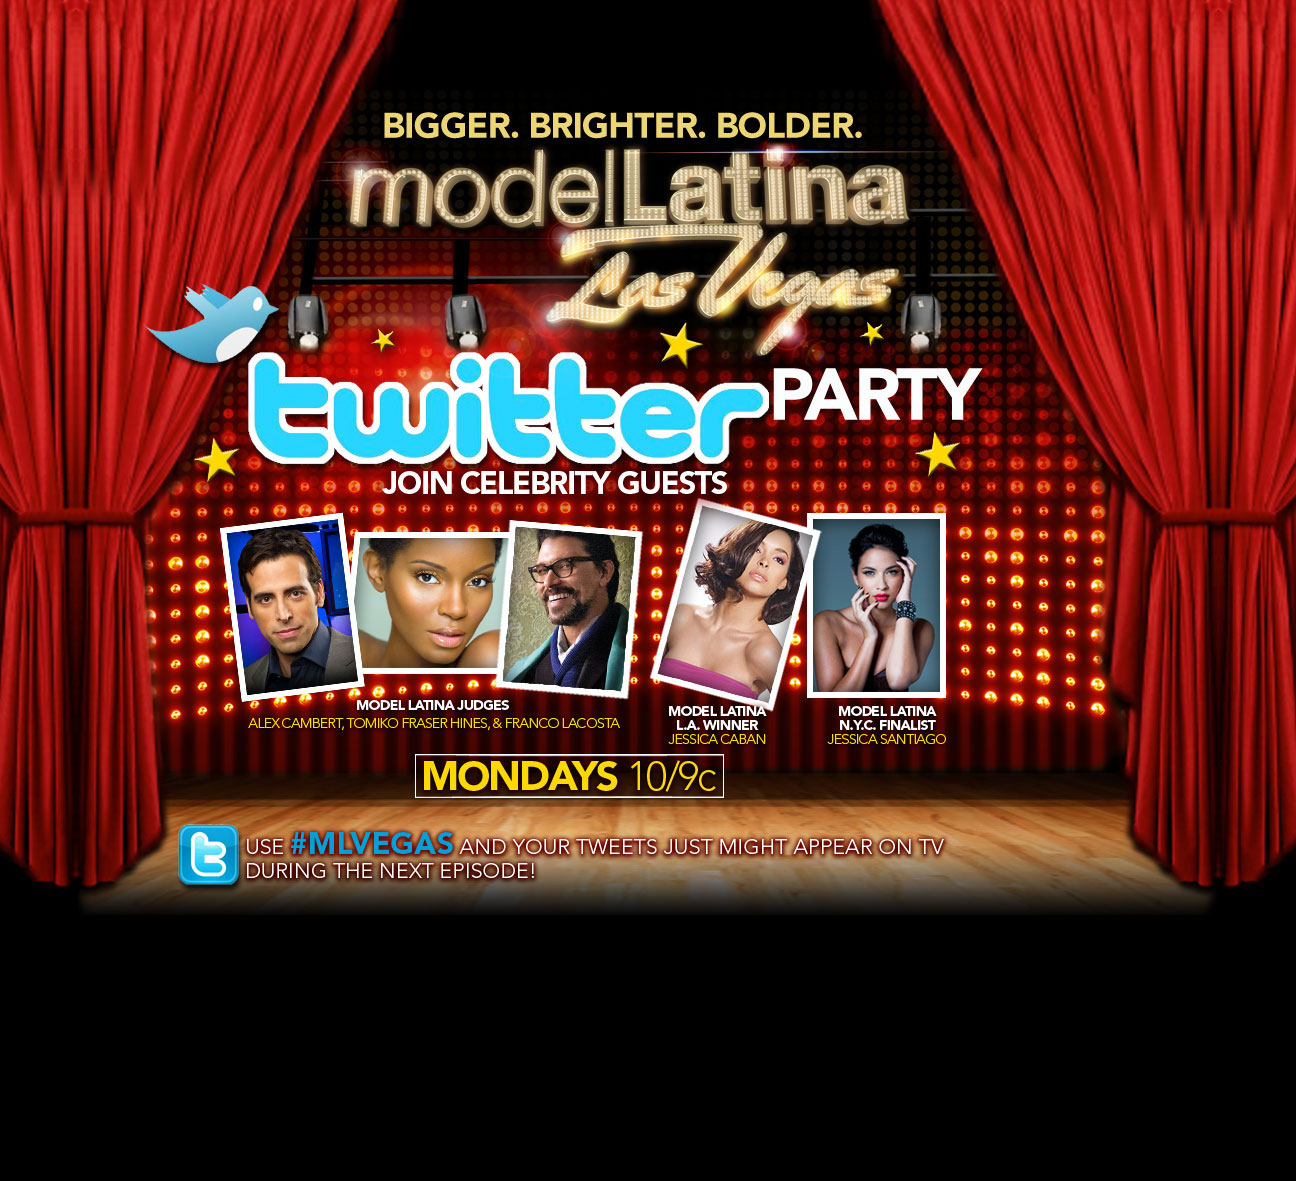 BIGGER. BRIGHTER. BOLDER.
modelLatina
Las Vegas
twitter PARTY
JOIN CELEBRITY GUESTS
MODEL LATINA JUDGES
ALEX CAMBERT, TOMIKO FRASER HINES, & FRANCO LACOSTA
MODEL LATINA
L.A. WINNER
JESSICA CABAN
MODEL LATINA
N.Y.C. FINALIST
JESSICA SANTIAGO
MONDAYS 10/9C
t
USE #MLVEGAS AND YOUR TWEETS JUST MIGHT APPEAR ON TV
DURING THE NEXT EPISODE!